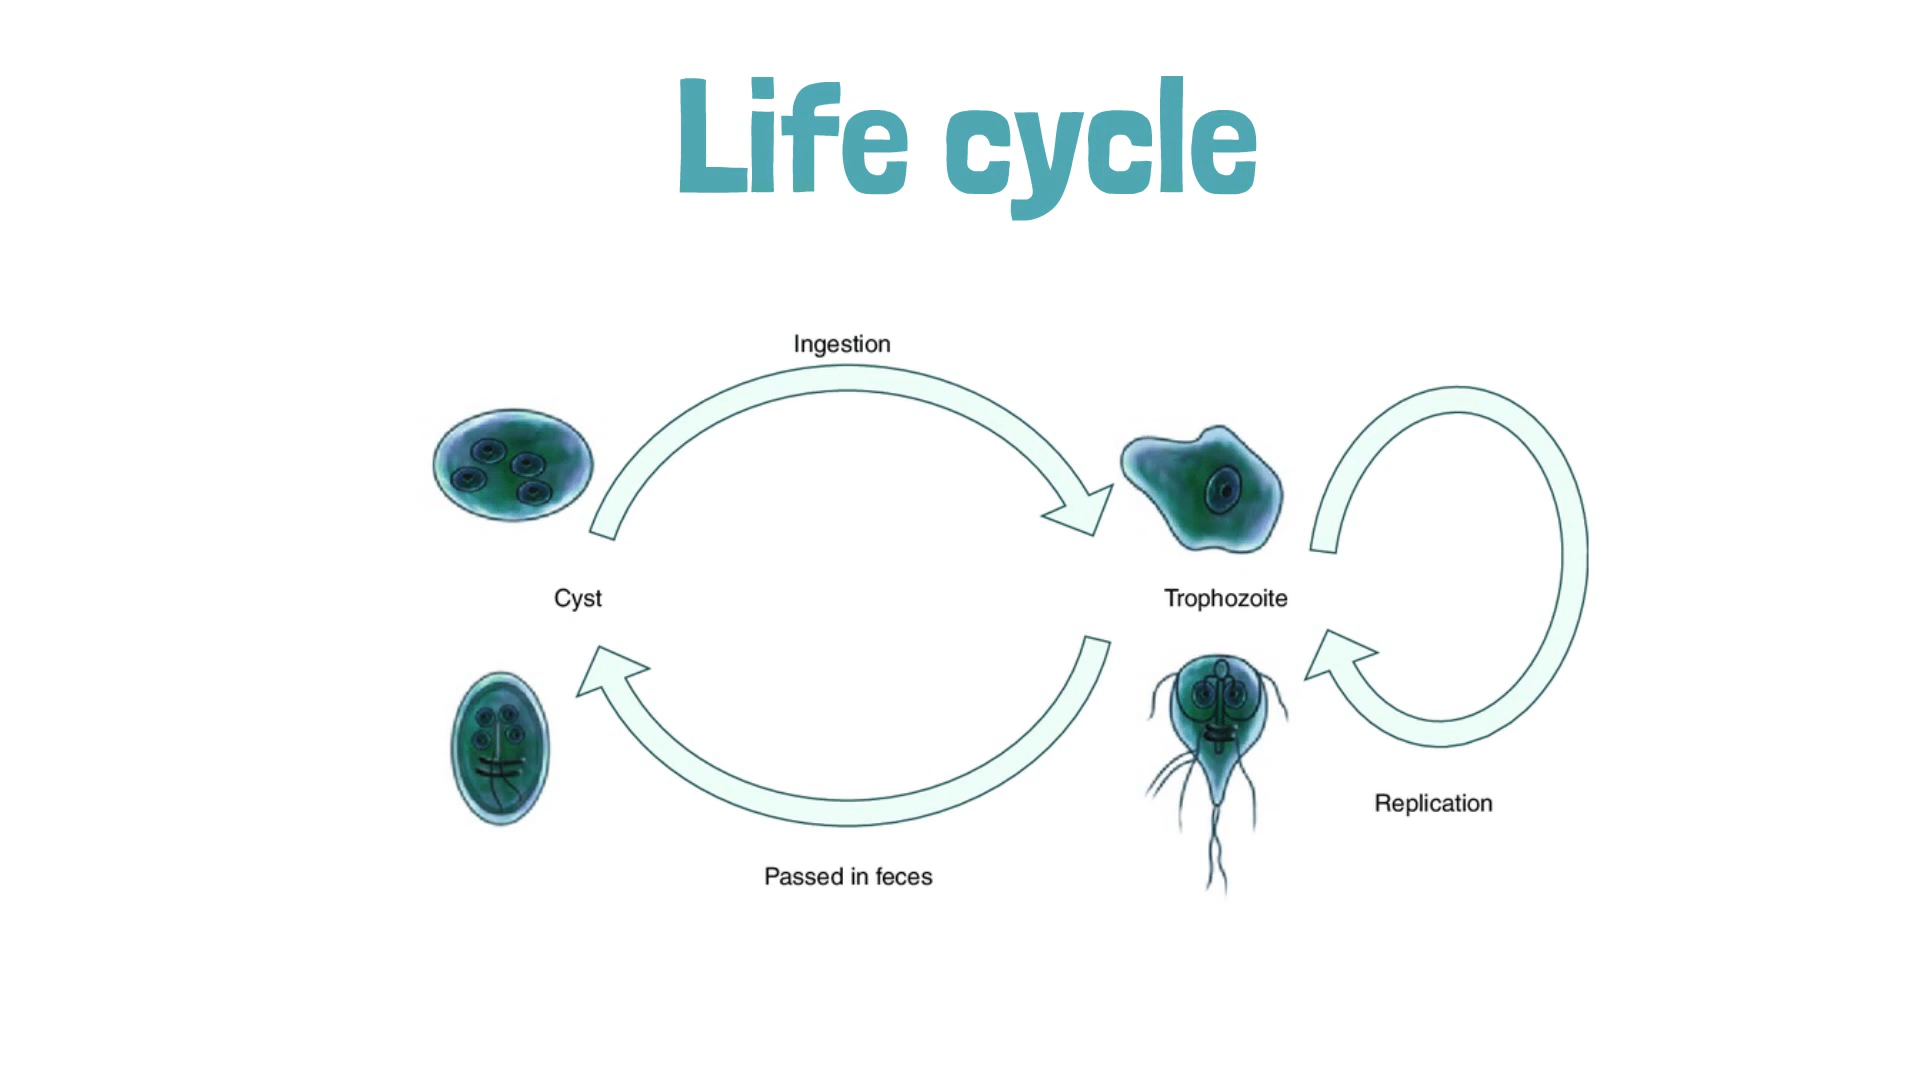 Life cycle
Ingestion
Cyst
Trophozoite
Replication
Passed in feces